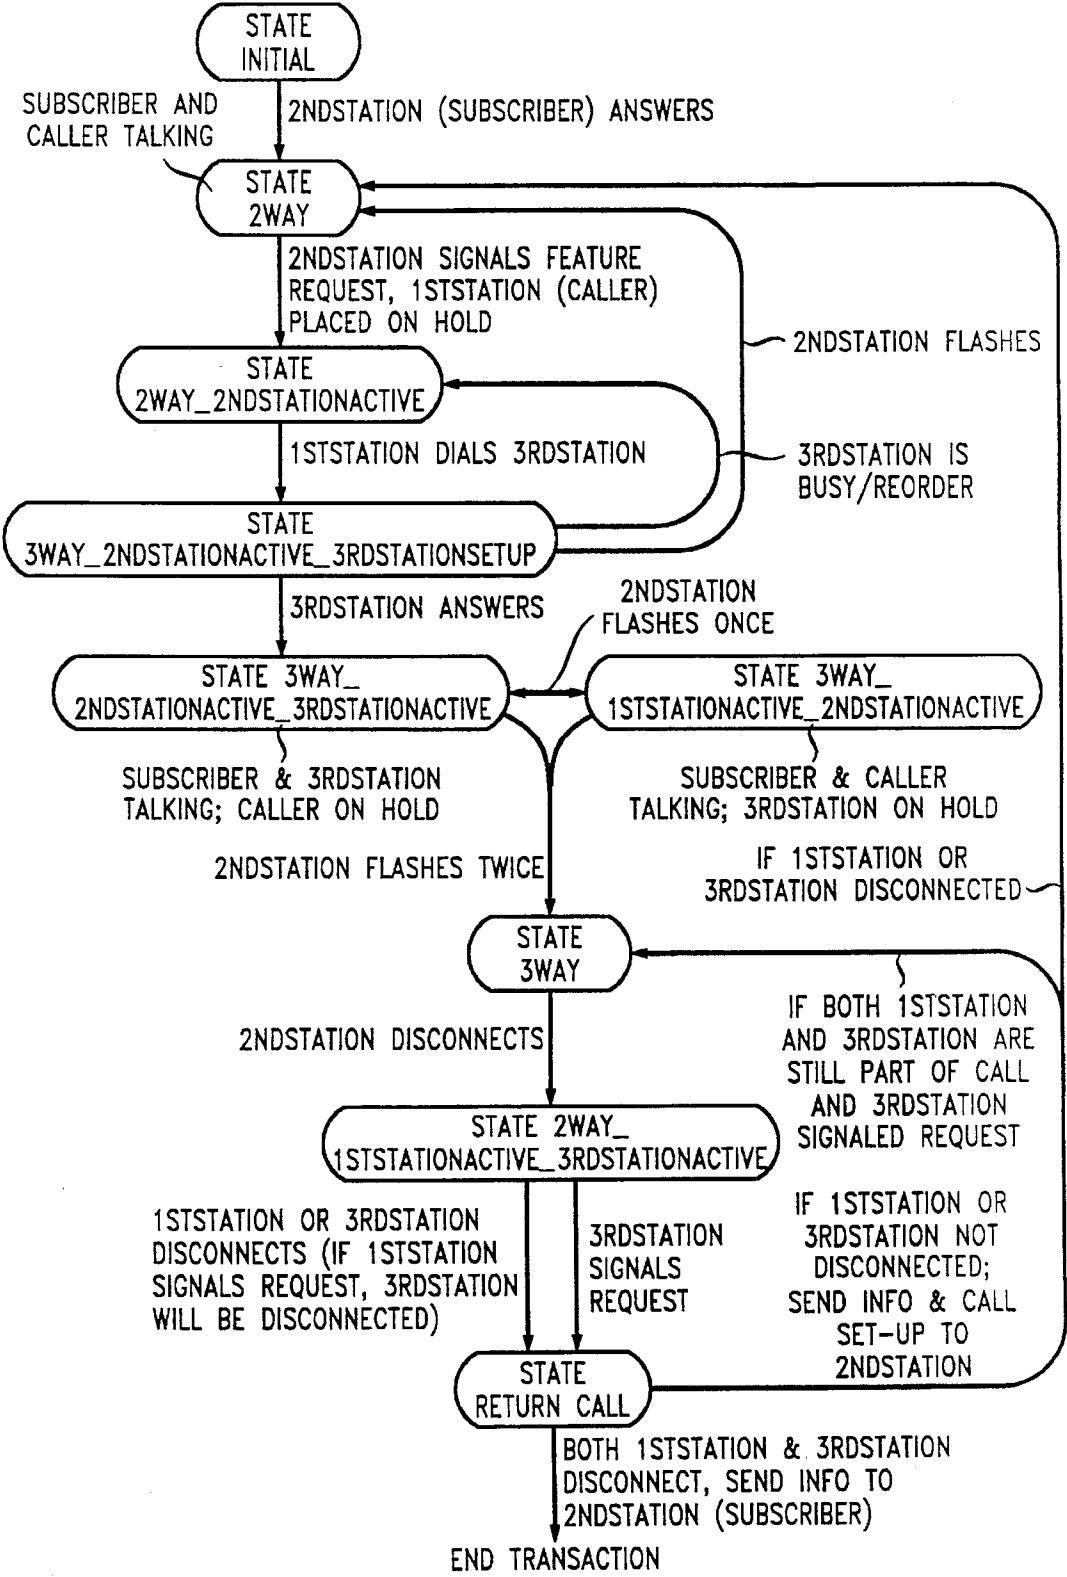 STATE
INITIAL
SUBSCRIBER AND
CALLER TALKING
2NDSTATION (SUBSCRIBER) ANSWERS
STATE
2WAY
2NDSTATION SIGNALS FEATURE
REQUEST, 1STSTATION (CALLER)
PLACED ON HOLD
2NDSTATION FLASHES
STATE
2WAY_2NDSTATIONACTIVE
1STSTATION DIALS 3RDSTATION
3RDSTATION IS
BUSY/REORDER
STATE
3WAY_2NDSTATIONACTIVE_3RDSTATIONSETUP
3RDSTATION ANSWERS
2NDSTATION
FLASHES ONCE
STATE 3WAY_
2NDSTATIONACTIVE_3RDSTATIONACTIVE
STATE 3WAY_
1STSTATIONACTIVE_2NDSTATIONACTIVE
SUBSCRIBER & 3RDSTATION
TALKING; CALLER ON HOLD
SUBSCRIBER & CALLER
TALKING; 3RDSTATION ON HOLD
2NDSTATION FLASHES TWICE
IF 1STSTATION OR
3RDSTATION DISCONNECTED
STATE
3WAY
IF BOTH 1STSTATION
AND 3RDSTATION ARE
STILL PART OF CALL
AND 3RDSTATION
SIGNALED REQUEST
2NDSTATION DISCONNECTS
STATE 2WAY_
1STSTATIONACTIVE_3RDSTATIONACTIVE
1STSTATION OR 3RDSTATION
DISCONNECTS (IF 1STSTATION
SIGNALS REQUEST, 3RDSTATION
WILL BE DISCONNECTED)
3RDSTATION
SIGNALS
REQUEST
IF 1STSTATION OR
3RDSTATION NOT
DISCONNECTED;
SEND INFO & CALL
SET-UP TO
2NDSTATION
STATE
RETURN CALL
BOTH 1STSTATION & 3RDSTATION
DISCONNECT, SEND INFO TO
2NDSTATION (SUBSCRIBER)
END TRANSACTION